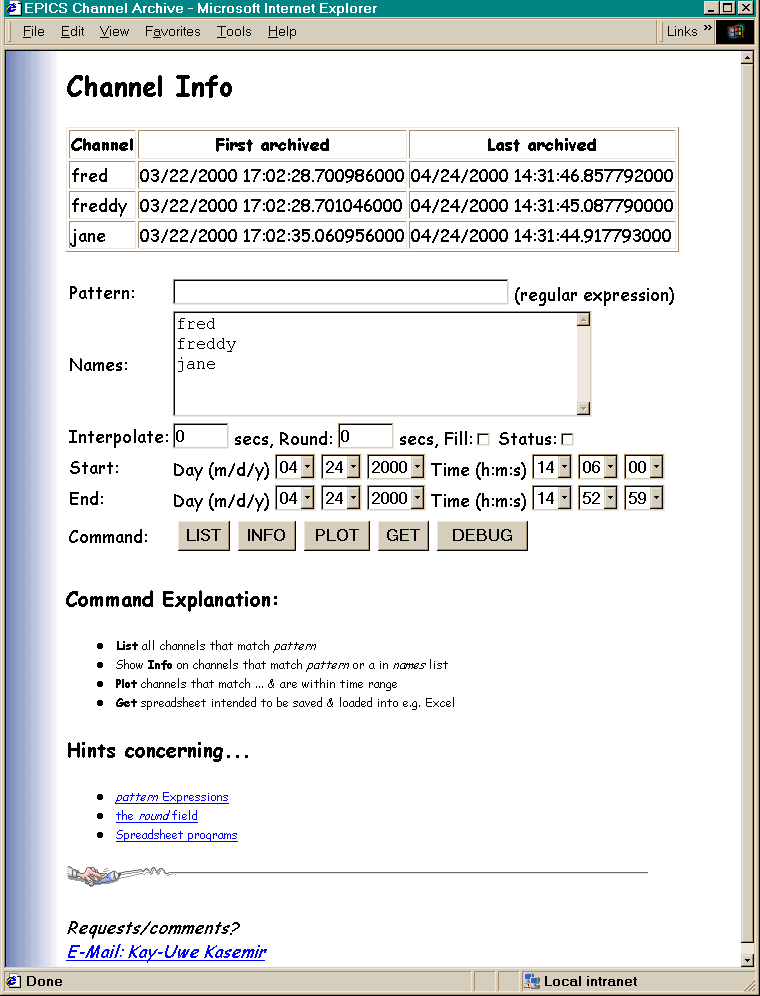 EPICS Channel Archive - Microsoft Internet Explorer
File Edit View Favorites Tools Help Links »
Channel Info
Channel First archived Last archived
fred 03/22/2000 17:02:28.700986000 04/24/2000 14:31:46.857792000
freddy 03/22/2000 17:02:28.701046000 04/24/2000 14:31:45.087790000
jane 03/22/2000 17:02:35.060956000 04/24/2000 14:31:44.917793000
Pattern: (regular expression)
fred
freddy
jane
Names:
Interpolate: 0 secs, Round: 0 secs, Fill: Status:
Start: Day (m/d/y) 04 24 2000 Time (h:m:s) 14 06 00
End: Day (m/d/y) 04 24 2000 Time (h:m:s) 14 52 59
Command: LIST INFO PLOT GET DEBUG
Command Explanation:
List all channels that match pattern
Show Info on channels that match pattern or a in names list
Plot channels that match ... & are within time range
Get spreadsheet intended to be saved & loaded into e.g. Excel
Hints concerning...
pattern Expressions
the round field
Spreadsheet programs
Requests/comments?
E-Mail: Kay-Uwe Kasemir
Done Local intranet